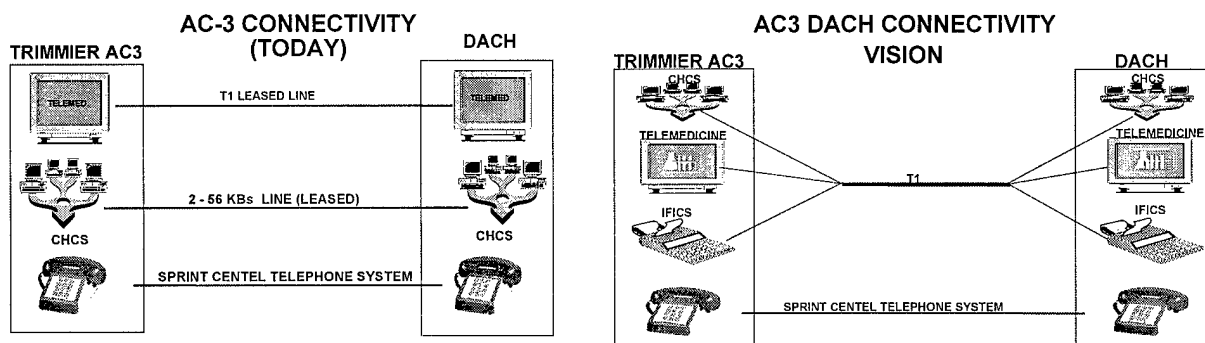 AC-3 CONNECTIVITY
(TODAY)
TRIMMIER AC3
DACH
TELEMED
T1 LEASED LINE
TELEMED
2 - 56 KBs LINE (LEASED)
CHCS
CHCS
SPRINT CENTEL TELEPHONE SYSTEM
AC3 DACH CONNECTIVITY
VISION
TRIMMIER AC3
DACH
CHCS
CHCS
TELEMEDICINE
TELEMEDICINE
T1
IFICS
IFICS
SPRINT CENTEL TELEPHONE SYSTEM